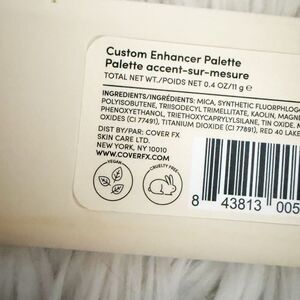 Custom Enhancer Palette
Palette accent-sur-mesure
TOTAL NET WT./POIDS NET 0.4 OZ/11 g ℮
INGREDIENTS/INGRÉDIENTS: MICA, SYNTHETIC FLUORPHLOG
POLYISOBUTENE, TRIISODECYL TRIMELLITATE, KAOLIN, MAGNE
PHENOXYETHANOL, TRIETHOXYCAPRYLYLSILANE, TIN OXIDE, M
OXIDES (CI 77491), TITANIUM DIOXIDE (CI 77891), RED 40 LAKE
DIST BY/PAR: COVER FX
SKIN CARE LTD.
NEW YORK, NY 10010
WWW.COVERFX.COM
VEGAN
CRUELTY FREE
8 43813 005